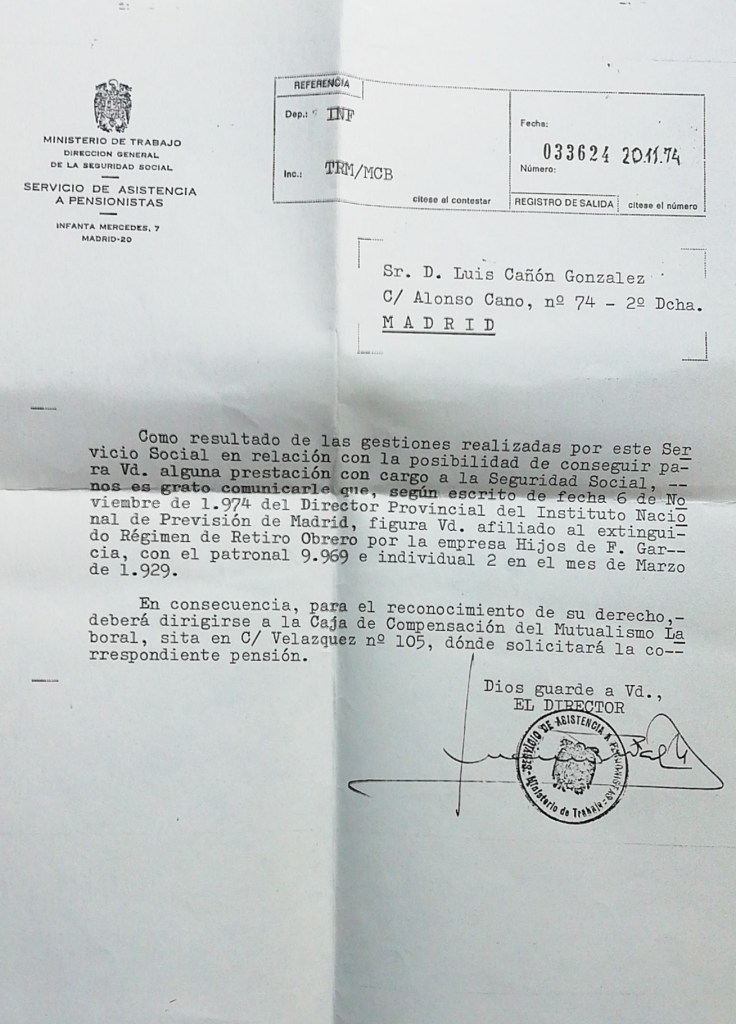 MINISTERIO DE TRABAJO
DIRECCION GENERAL
DE LA SEGURIDAD SOCIAL
SERVICIO DE ASISTENCIA
A PENSIONISTAS
INFANTA MERCEDES, 7
MADRID-20
REFERENCIA
Dep.: INF
Inc.: TRM/MCB
citese al contestar
Fecha:
033624 20.11.74
Número:
REGISTRO DE SALIDA citese el número
Sr. D. Luis Cañón Gonzalez
C/ Alonso Cano, nº 74 - 2º Dcha.
MADRID
Como resultado de las gestiones realizadas por este Ser
vicio Social en relación con la posibilidad de conseguir pa-
ra Vd. alguna prestación con cargo a la Seguridad Social, --
nos es grato comunicarle que, según escrito de fecha 6 de No
viembre de 1.974 del Director Provincial del Instituto Nacio
nal de Previsión de Madrid, figura Vd. afiliado al extingui-
do Régimen de Retiro Obrero por la empresa Hijos de F. Gar--
cia, con el patronal 9.969 e individual 2 en el mes de Marzo
de 1.929.
En consecuencia, para el reconocimiento de su derecho,-
deberá dirigirse a la Caja de Compensación del Mutualismo La
boral, sita en C/ Velazquez nº 105, dónde solicitará la co--
rrespondiente pensión.
Dios guarde a Vd.,
EL DIRECTOR
SERVICIO DE ASISTENCIA A PENSIONISTAS
Ministerio de Trabajo